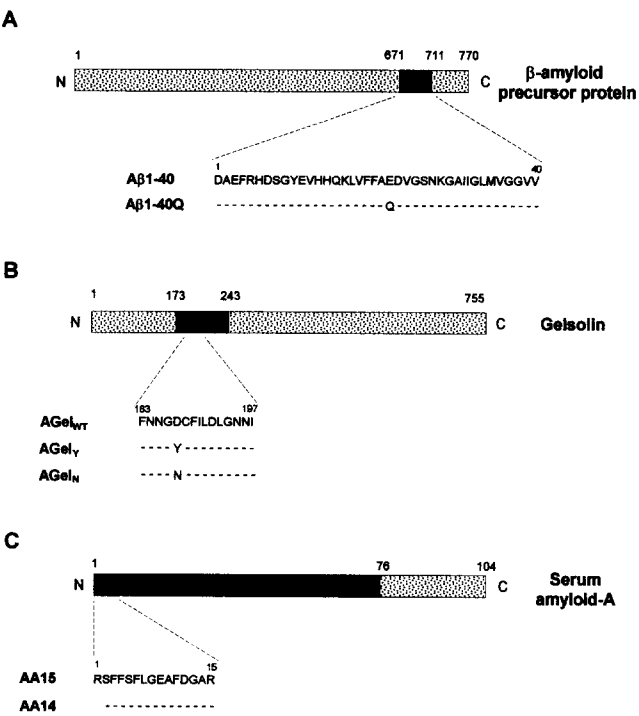 A
1 671 711 770
N C β-amyloid
precursor protein
1 40
Aβ1-40 DAEFRHDSGYEVHHQKLVFFAEDVGSNKGAIIGLMVGGVV
Aβ1-40Q - - - - - - - - - - - - - - - - - - - - - Q - - - - - - - - - - - - - - - - - -
B
1 173 243 755
N C Gelsolin
183 197
AGelWT FNNGDCFILDLGNNI
AGelY - - - - Y - - - - - - - - - -
AGelN - - - - N - - - - - - - - - -
C
1 76 104
N C Serum
amyloid-A
1 15
AA15 RSFFSFLGEAFDGAR
AA14 - - - - - - - - - - - - - -